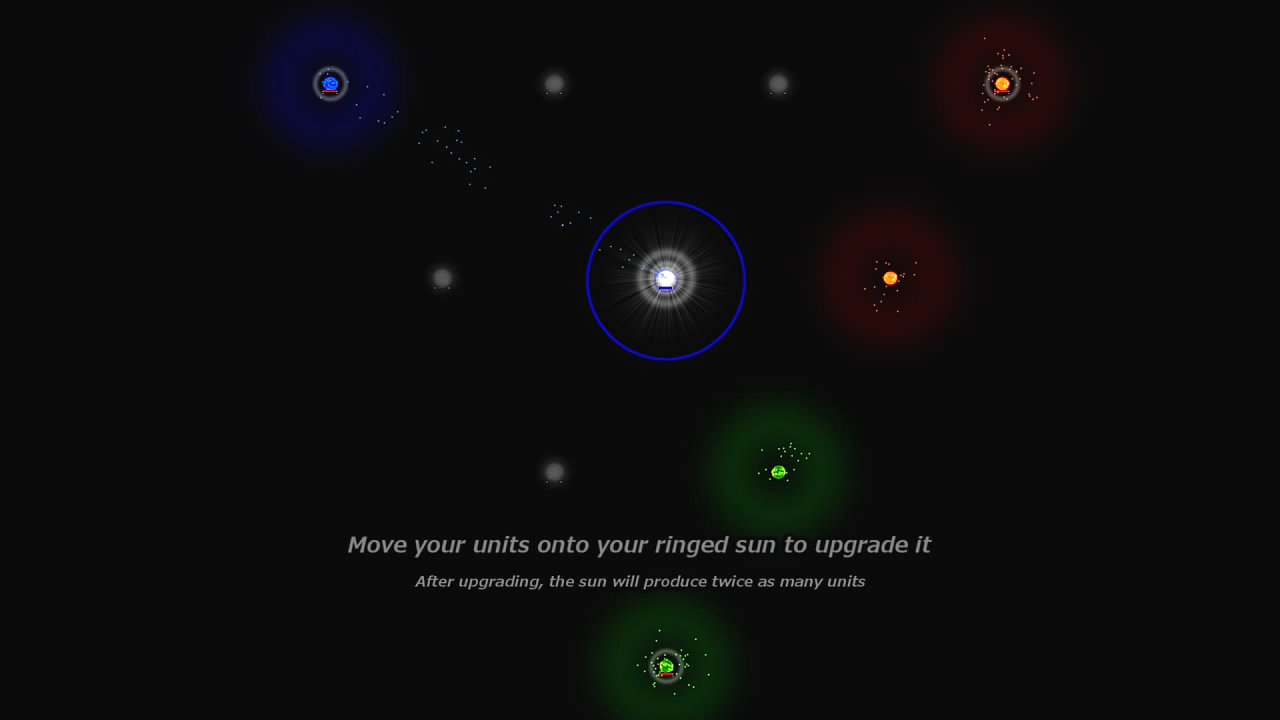 Move your units onto your ringed sun to upgrade it
After upgrading, the sun will produce twice as many units